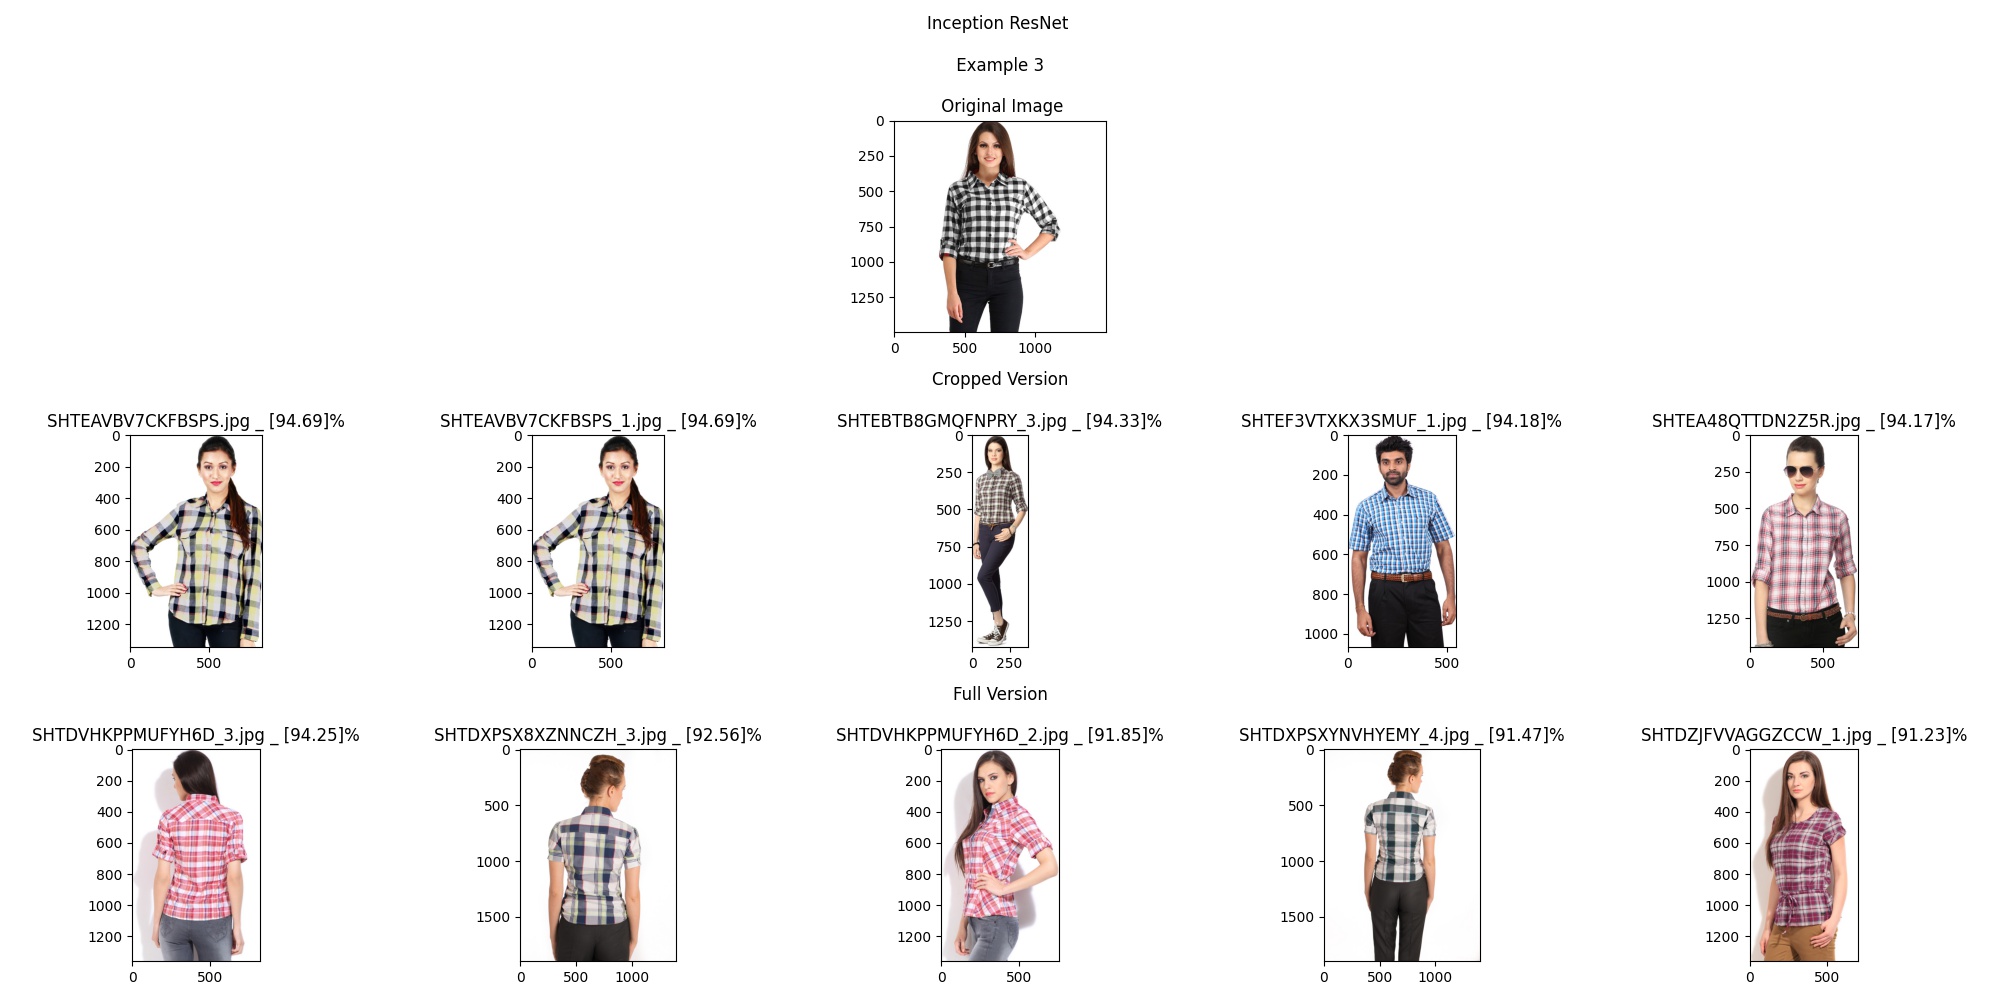 Inception ResNet
Example 3
Original Image
0
250
500
750
1000
1250
0 500 1000
Cropped Version
SHTEAVBV7CKFBSPS.jpg _ [94.69]% SHTEAVBV7CKFBSPS_1.jpg _ [94.69]% SHTEBTB8GMQFNPRY_3.jpg _ [94.33]% SHTEF3VTXKX3SMUF_1.jpg _ [94.18]% SHTEA48QTTDN2Z5R.jpg _ [94.17]%
0 0 0 0 0
200 200 250 200 250
400 400 500 400 500
600 600 750 600 750
800 800 1000 800 1000
1000 1000 1250 1000 1250
1200 1200
0 500 0 500 0 250 0 500 0 500
Full Version
SHTDVHKPPMUFYH6D_3.jpg _ [94.25]% SHTDXPSX8XZNNCZH_3.jpg _ [92.56]% SHTDVHKPPMUFYH6D_2.jpg _ [91.85]% SHTDXPSXYNVHYEMY_4.jpg _ [91.47]% SHTDZJFVVAGGZCCW_1.jpg _ [91.23]%
0 0 0 0 0
200 500 200 500 200
400 1000 400 1000 400
600 1500 600 1500 600
800 800 800
1000 1000 1000
1200 1200 1200
0 500 0 500 1000 0 500 0 500 1000 0 500